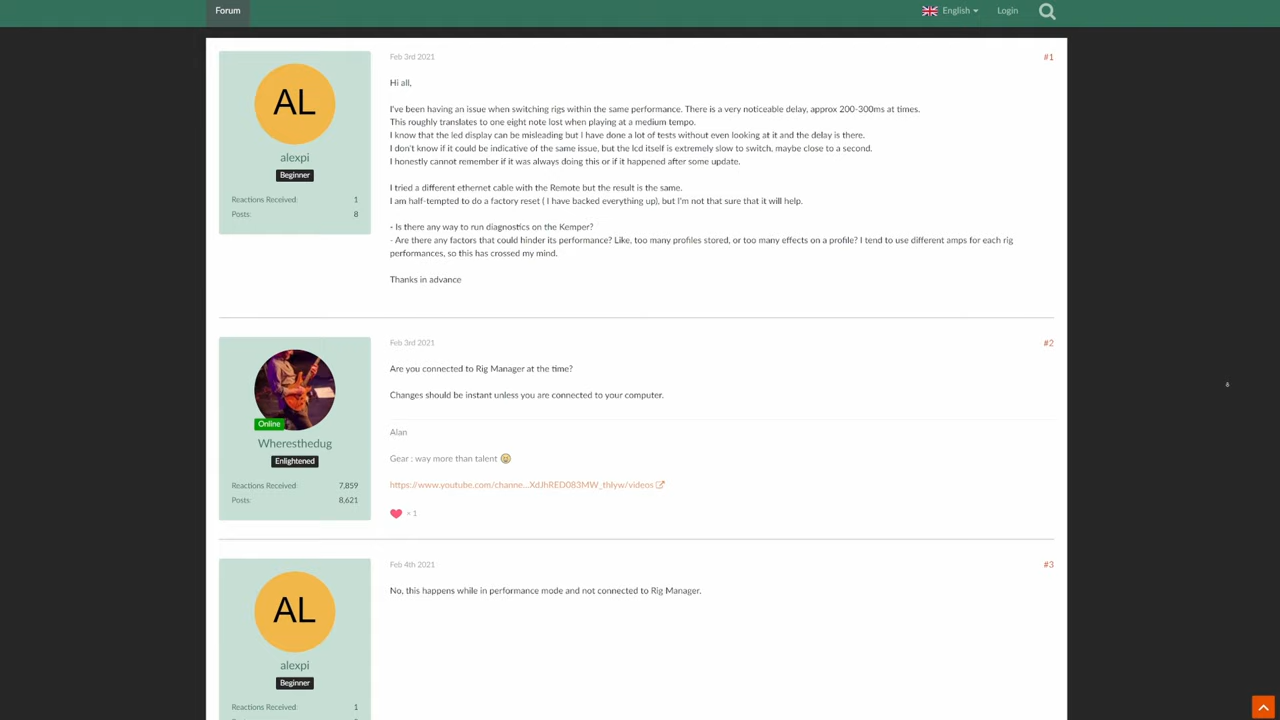 Forum
English
Login
AL
alexpi
Beginner
Reactions Received: 1
Posts: 8
Feb 3rd 2021
#1
Hi all,
I've been having an issue when switching rigs within the same performance. There is a very noticeable delay, approx 200-300ms at times.
This roughly translates to one eight note lost when playing at a medium tempo.
I know that the led display can be misleading but I have done a lot of tests without even looking at it and the delay is there.
I don't know if it could be indicative of the same issue, but the lcd itself is extremely slow to switch, maybe close to a second.
I honestly cannot remember if it was always doing this or if it happened after some update.
I tried a different ethernet cable with the Remote but the result is the same.
I am half-tempted to do a factory reset ( I have backed everything up), but I'm not that sure that it will help.
- Is there any way to run diagnostics on the Kemper?
- Are there any factors that could hinder its performance? Like, too many profiles stored, or too many effects on a profile? I tend to use different amps for each rig
performances, so this has crossed my mind.
Thanks in advance
Online
Wheresthedug
Enlightened
Reactions Received: 7,859
Posts: 8,621
Feb 3rd 2021
#2
Are you connected to Rig Manager at the time?
Changes should be instant unless you are connected to your computer.
Alan
Gear : way more than talent
https://www.youtube.com/channe...XdJhRED083MW_thlyw/videos
× 1
AL
alexpi
Beginner
Reactions Received: 1
Feb 4th 2021
#3
No, this happens while in performance mode and not connected to Rig Manager.